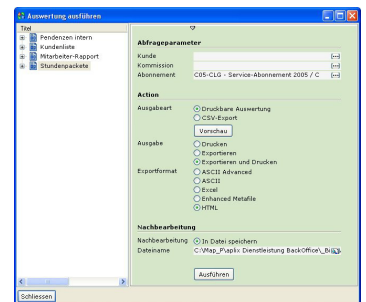 Auswertung ausführen
Titel
Pendenzen intern
Kundenliste
Mitarbeiter-Rapport
Stundenpackete
Abfrageparameter
Kunde
Kommission
Abonnement C05-CLG - Service-Abonnement 2005 / C
Action
Ausgabeart Druckbare Auswertung
CSV-Export
Vorschau
Ausgabe Drucken
Exportieren
Exportieren und Drucken
Exportformat ASCII Advanced
ASCII
Excel
Enhanced Metafile
HTML
Nachbearbeitung
Nachbearbeitung In Datei speichern
Dateiname C:\Map_P\aplix Dienstleistung BackOffice\_Bi
Ausführen
Schliessen